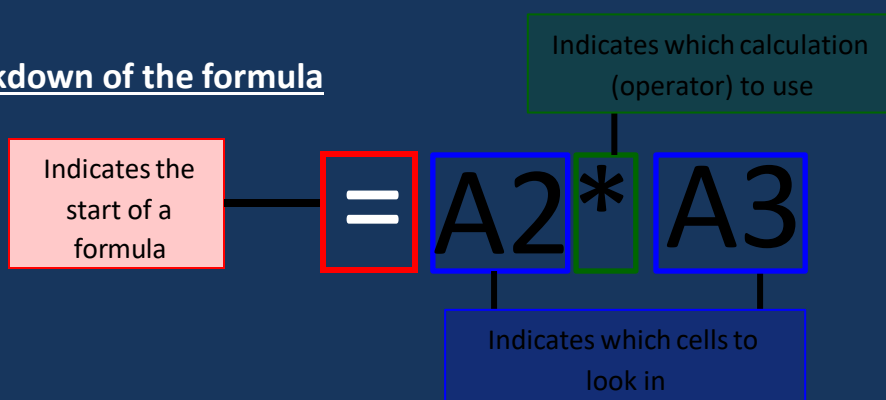 Indicates which calculation
(operator) to use
kdown of the formula
Indicates the
start of a
formula
= A2 * A3
Indicates which cells to
look in